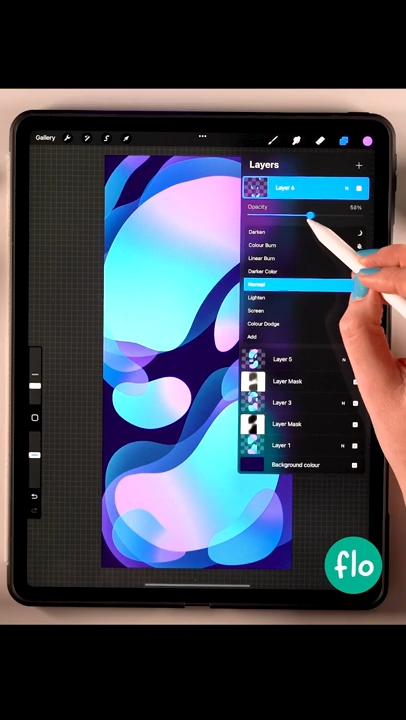 Gallery
Layers
Layer 6
N
Opacity
58%
Darken
Colour Burn
Linear Burn
Darker Color
Normal
Lighten
Screen
Colour Dodge
Add
Layer 5
N
Layer Mask
Layer 3
Layer Mask
Layer 1
N
Background colour
flo